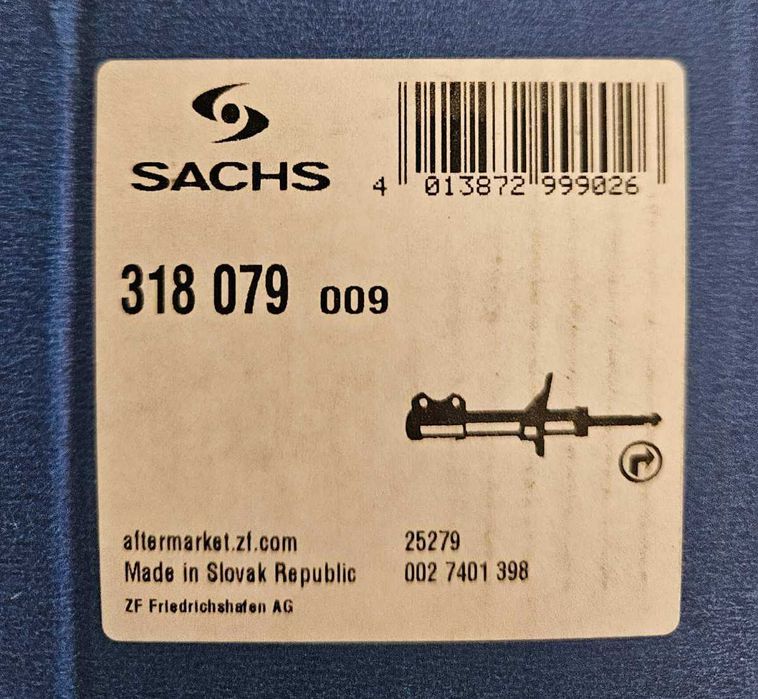 SACHS
4 013872 999026
318 079 009
aftermarket.zf.com
25279
Made in Slovak Republic
002 7401 398
ZF Friedrichshafen AG